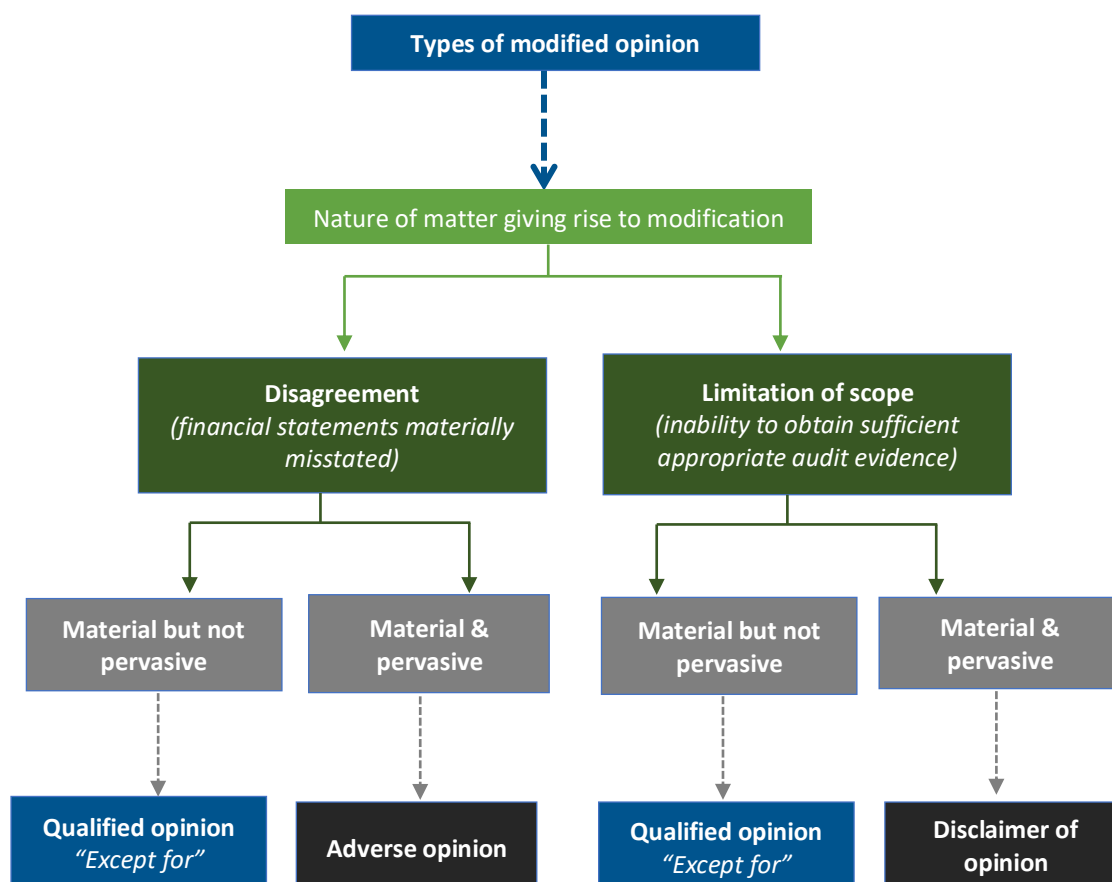 Types of modified opinion
Nature of matter giving rise to modification
Disagreement
(financial statements materially
misstated)
Limitation of scope
(inability to obtain sufficient
appropriate audit evidence)
Material but not
pervasive
Material &
pervasive
Material but not
pervasive
Material &
pervasive
Qualified opinion
“Except for”
Adverse opinion
Qualified opinion
“Except for”
Disclaimer of
opinion